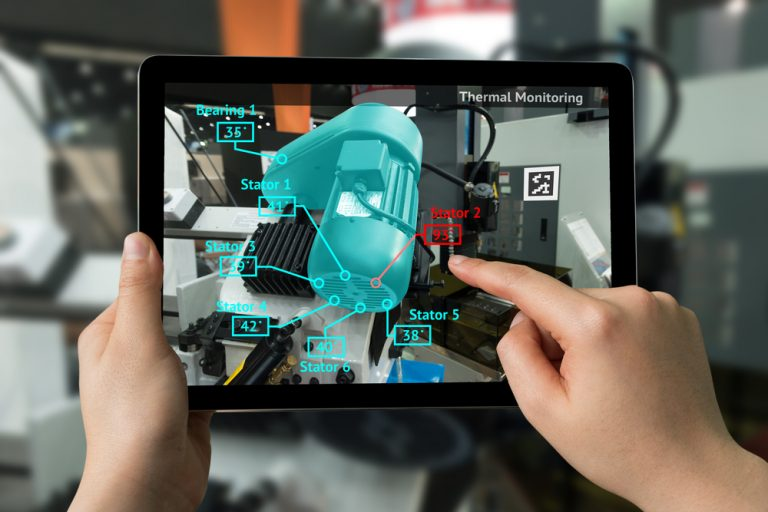 Thermal Monitoring
Bearing 1
35°
Stator 1
41°
Stator 2
93°
Stator 3
39°
Stator 4
42°
Stator 5
38°
40°
Stator 6